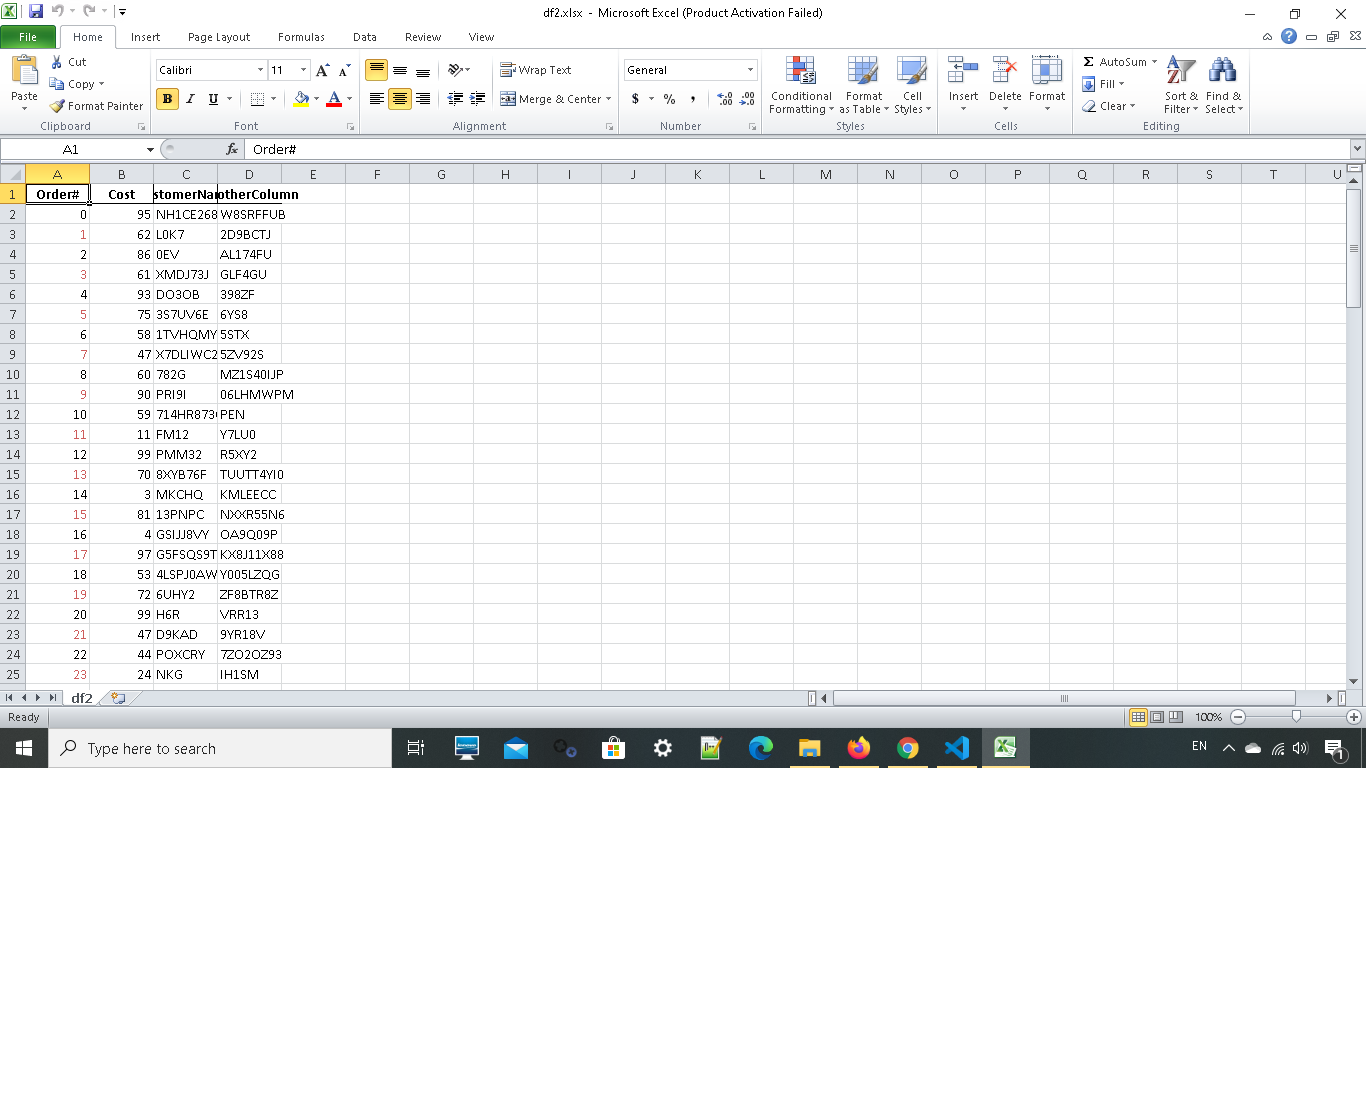 df2.xlsx - Microsoft Excel (Product Activation Failed)
File Home Insert Page Layout Formulas Data Review View
Paste Cut Copy Format Painter Clipboard
Calibri 11 B I U Font
Wrap Text Merge & Center Alignment
General $ % , .00 .00 Number
Conditional Formatting Format as Table Cell Styles Styles
Insert Delete Format Cells
Σ AutoSum Fill Clear Sort & Filter Find & Select Editing
A1 fx Order#
A B C D E F G H I J K L M N O P Q R S T U
1 Order# Cost stomerNar otherColumn
2 0 95 NH1CE268 W8SRFFUB
3 1 62 L0K7 2D9BCTJ
4 2 86 0EV AL174FU
5 3 61 XMDJ73J GLF4GU
6 4 93 DO3OB 398ZF
7 5 75 3S7UV6E 6YS8
8 6 58 1TVHQMY 5STX
9 7 47 X7DLIWC2 5ZV92S
10 8 60 782G MZ1S40IJP
11 9 90 PRI9I 06LHMWPM
12 10 59 714HR873 PEN
13 11 11 FM12 Y7LU0
14 12 99 PMM32 R5XY2
15 13 70 8XYB76F TUUTT4YI0
16 14 3 MKCHQ KMLEECC
17 15 81 13PNPC NXXR55N6
18 16 4 GSIJJ8VY OA9Q09P
19 17 97 G5FSQS9T KX8J11X88
20 18 53 4LSPJ0AW Y005LZQG
21 19 72 6UHY2 ZF8BTR8Z
22 20 99 H6R VRR13
23 21 47 D9KAD 9YR18V
24 22 44 POXCRY 7ZO2OZ93
25 23 24 NKG IH1SM
df2
Ready 100%
Type here to search EN 1